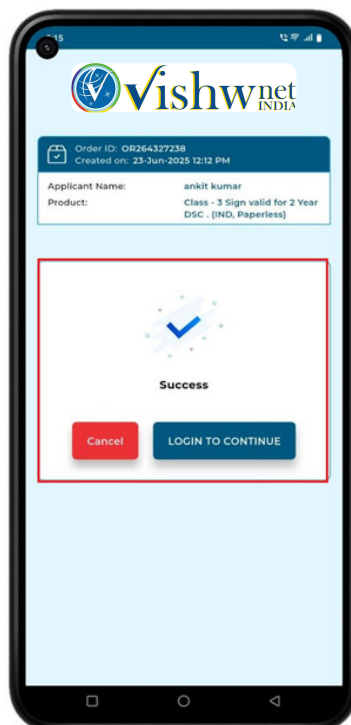 Vishwnet
INDIA
Order ID: OR264327238
Created on: 23-Jun-2025 12:12 PM
Applicant Name: ankit kumar
Product: Class - 3 Sign valid for 2 Year
DSC . (IND, Paperless)
Success
Cancel LOGIN TO CONTINUE